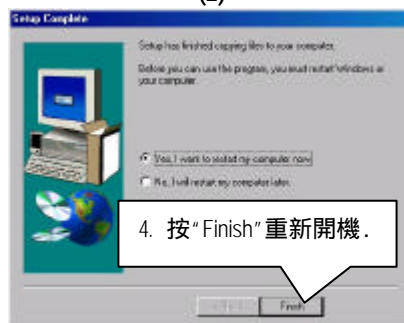 Setup Complete
Setup has finished copying files to your computer.
Before you can use the program, you must restart Windows or
your computer.
Yes, I want to restart my computer now.
No, I will restart my computer later.
4. 按“Finish”重新開機.
Finish